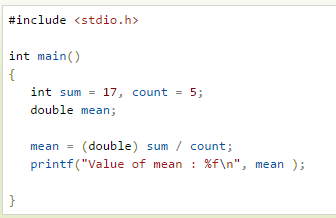 #include <stdio.h>
int main()
{
int sum = 17, count = 5;
double mean;
mean = (double) sum / count;
printf("Value of mean : %f\n", mean );
}